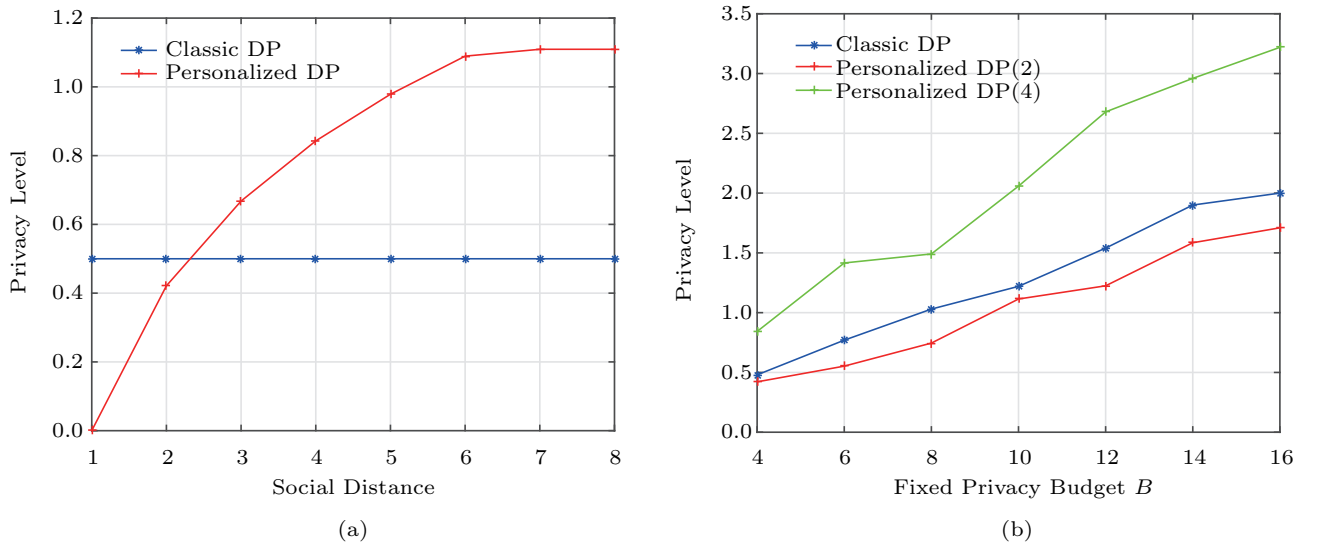 1.2
1.0
0.8
0.6
0.4
0.2
0.0
Privacy Level
Classic DP
Personalized DP
1 2 3 4 5 6 7 8
Social Distance
(a)
3.5
3.0
2.5
2.0
1.5
1.0
0.5
0.0
Privacy Level
Classic DP
Personalized DP(2)
Personalized DP(4)
4 6 8 10 12 14 16
Fixed Privacy Budget B
(b)